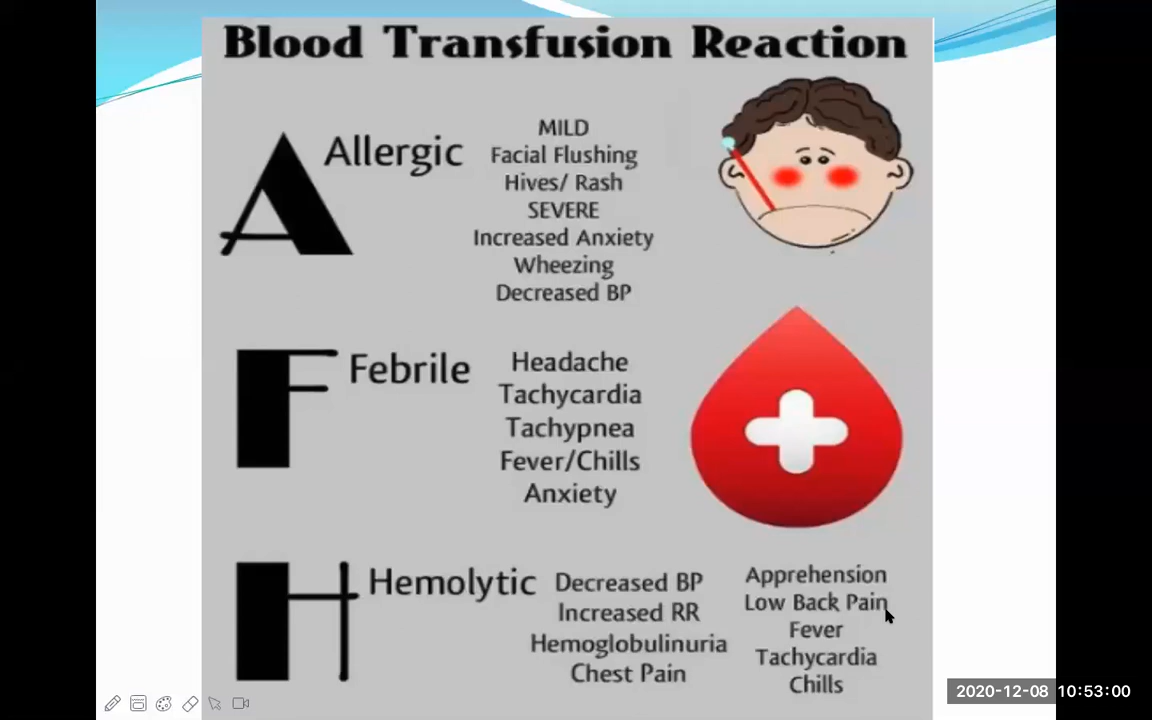 Blood Transfusion Reaction
A
Allergic
MILD
Facial Flushing
Hives/ Rash
SEVERE
Increased Anxiety
Wheezing
Decreased BP
F
Febrile
Headache
Tachycardia
Tachypnea
Fever/Chills
Anxiety
H
Hemolytic
Decreased BP
Increased RR
Hemoglobulinuria
Chest Pain
Apprehension
Low Back Pain
Fever
Tachycardia
Chills
2020-12-08 10:53:00